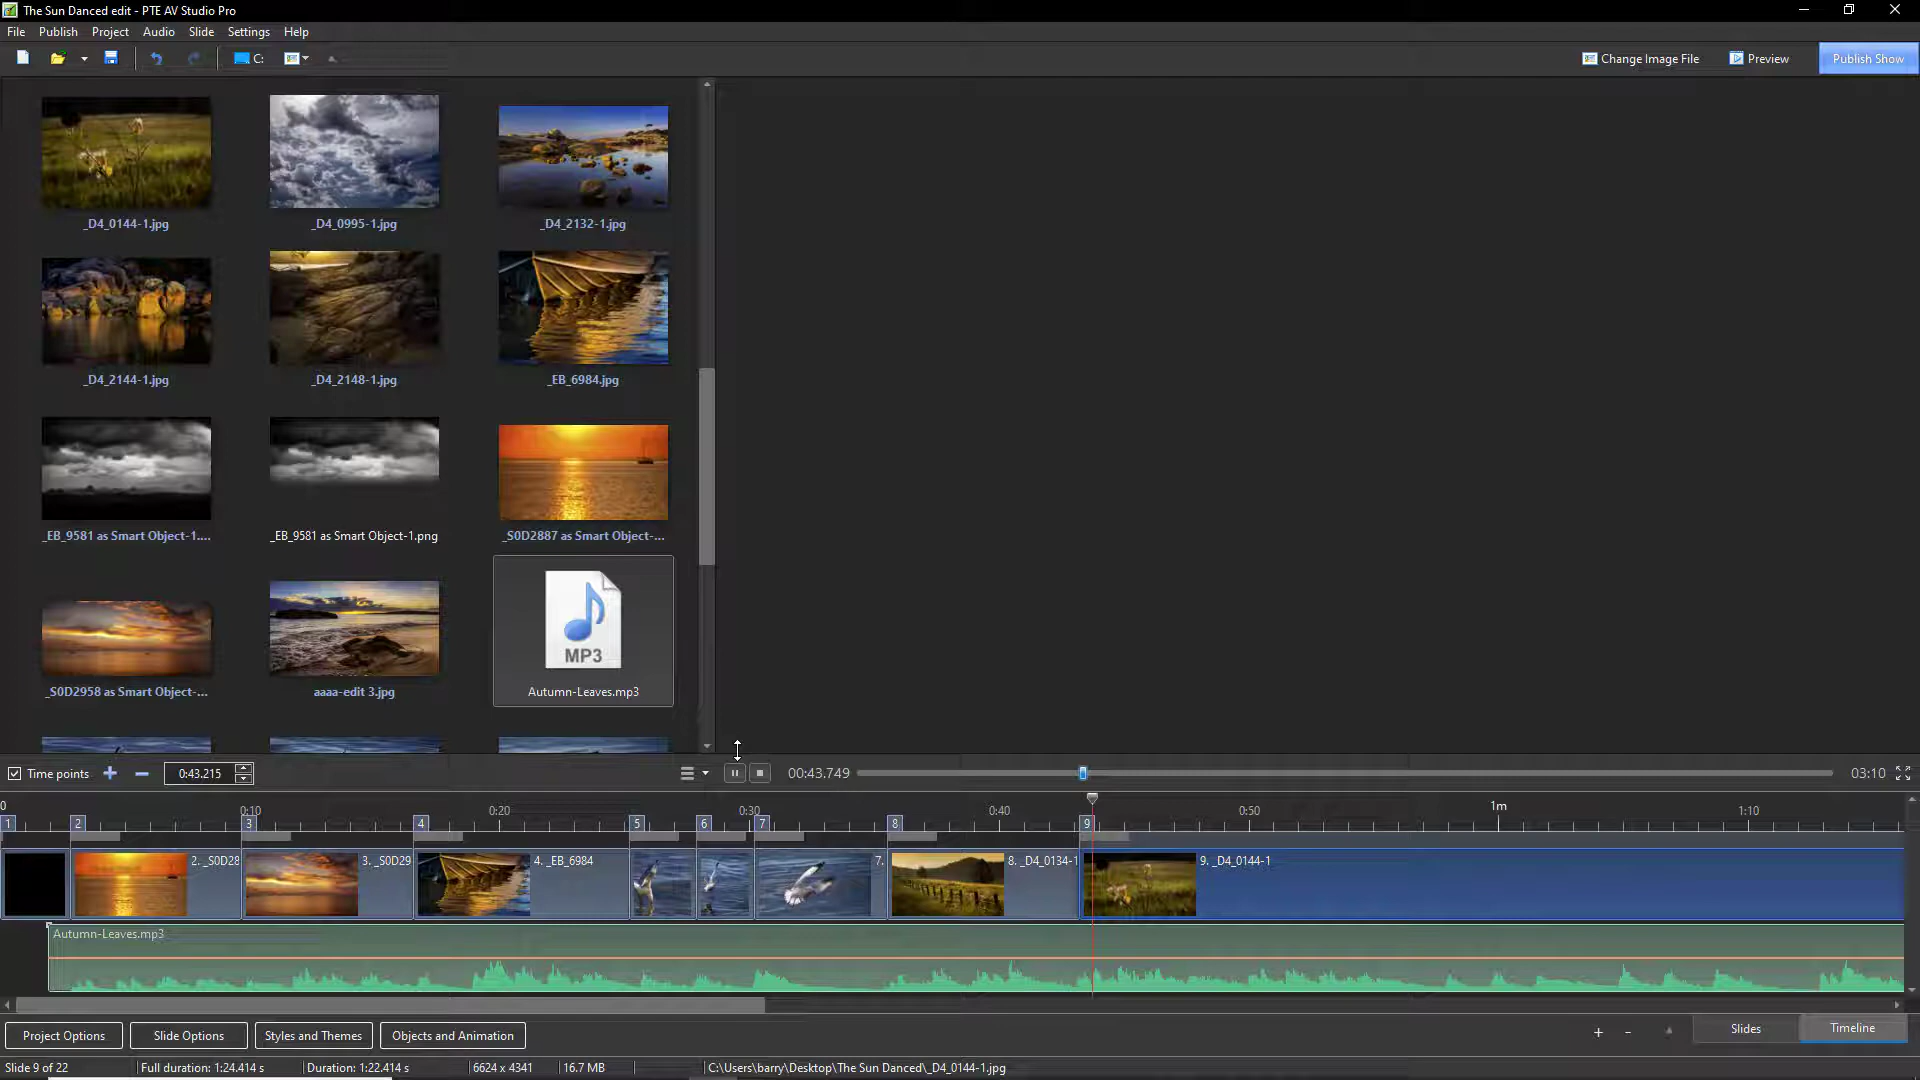 The Sun Danced edit - PTE AV Studio Pro
File Publish Project Audio Slide Settings Help
C: Change Image File Preview Publish Show
_D4_0144-1.jpg _D4_0995-1.jpg _D4_2132-1.jpg
_D4_2144-1.jpg _D4_2148-1.jpg _EB_6984.jpg
_EB_9581 as Smart Object-1.... _EB_9581 as Smart Object-1.png _S0D2887 as Smart Object-...
MP3
_S0D2958 as Smart Object-... aaaa-edit 3.jpg Autumn-Leaves.mp3
Time points 0:43.215 00:43.749 03:10
0 0:10 0:20 0:30 0:40 0:50 1m 1:10
1 2 3 4 5 6 7 8 9
2. _S0D28 3. _S0D29 4. _EB_6984 7. 8. _D4_0134-1 9. _D4_0144-1
Autumn-Leaves.mp3
Project Options Slide Options Styles and Themes Objects and Animation Slides Timeline
Slide 9 of 22 Full duration: 1:24.414 s Duration: 1:22.414 s 6624 x 4341 16.7 MB C:\Users\barry\Desktop\The Sun Danced\_D4_0144-1.jpg